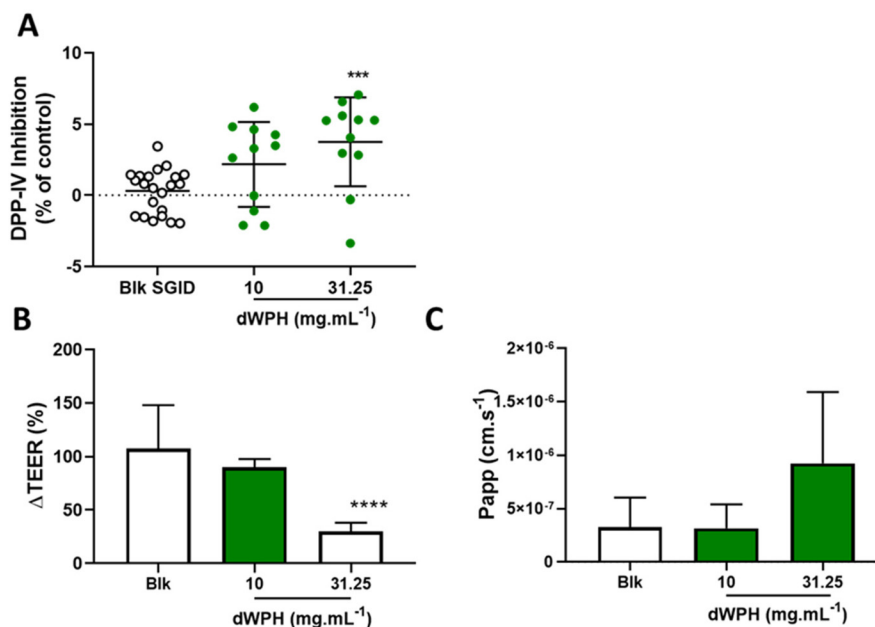 A
DPP-IV Inhibition
(% of control)
10
5
0
-5
***
Blk SGID 10 31.25
dWPH (mg.mL⁻¹)
B
ΔTEER (%)
200
150
100
50
0
****
Blk 10 31.25
dWPH (mg.mL⁻¹)
C
Papp (cm.s⁻¹)
2×10⁻⁶
1.5×10⁻⁶
1×10⁻⁶
5×10⁻⁷
0
Blk 10 31.25
dWPH (mg.mL⁻¹)